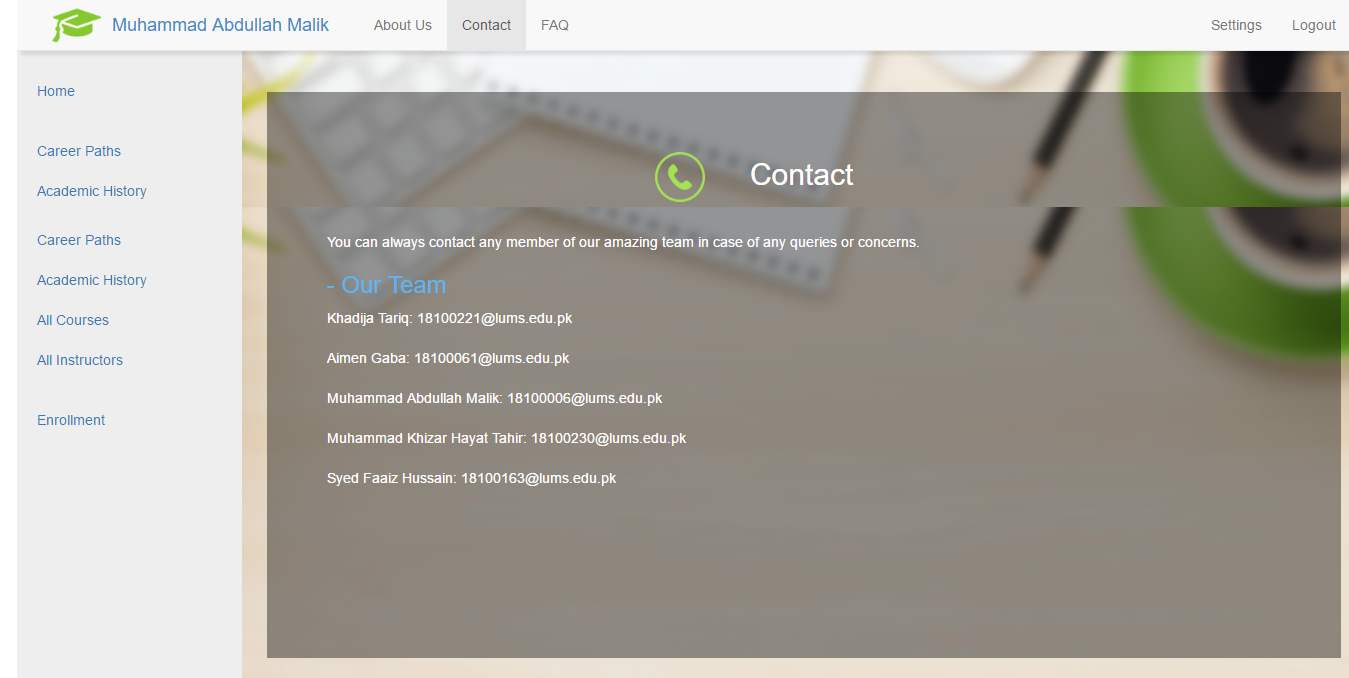 Muhammad Abdullah Malik About Us Contact FAQ Settings Logout
Home
Career Paths
Academic History
Career Paths
Academic History
All Courses
All Instructors
Enrollment
Contact
You can always contact any member of our amazing team in case of any queries or concerns.
- Our Team
Khadija Tariq: 18100221@lums.edu.pk
Aimen Gaba: 18100061@lums.edu.pk
Muhammad Abdullah Malik: 18100006@lums.edu.pk
Muhammad Khizar Hayat Tahir: 18100230@lums.edu.pk
Syed Faaiz Hussain: 18100163@lums.edu.pk